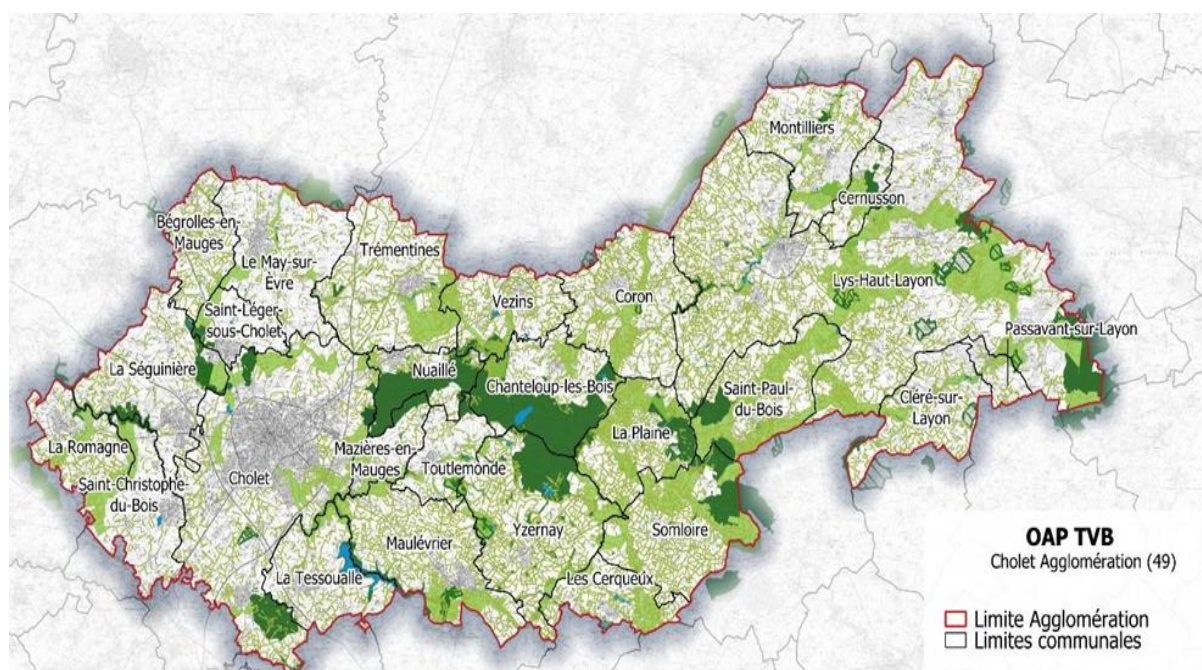 Montilliers
Cernusson
Bégrolles-en-
Mauges
Le May-sur-
Èvre
Trémentines
Saint-Léger-
sous-Cholet
Vezins
Coron
Lys-Haut-Layon
Passavant-sur-Layon
La Séguinière
Nuaillé
Chanteloup-les-Bois
Saint-Paul-
du-Bois
Cléré-sur-
Layon
La Romagne
Saint-Christophe-
du-Bois
Cholet
Mazières-en-
Mauges
Toutlemonde
La Plaine
Yzernay
Somloire
Maulévrier
La Tessoualle
Les Cerqueux
OAP TVB
Cholet Agglomération (49)
Limite Agglomération
Limites communales